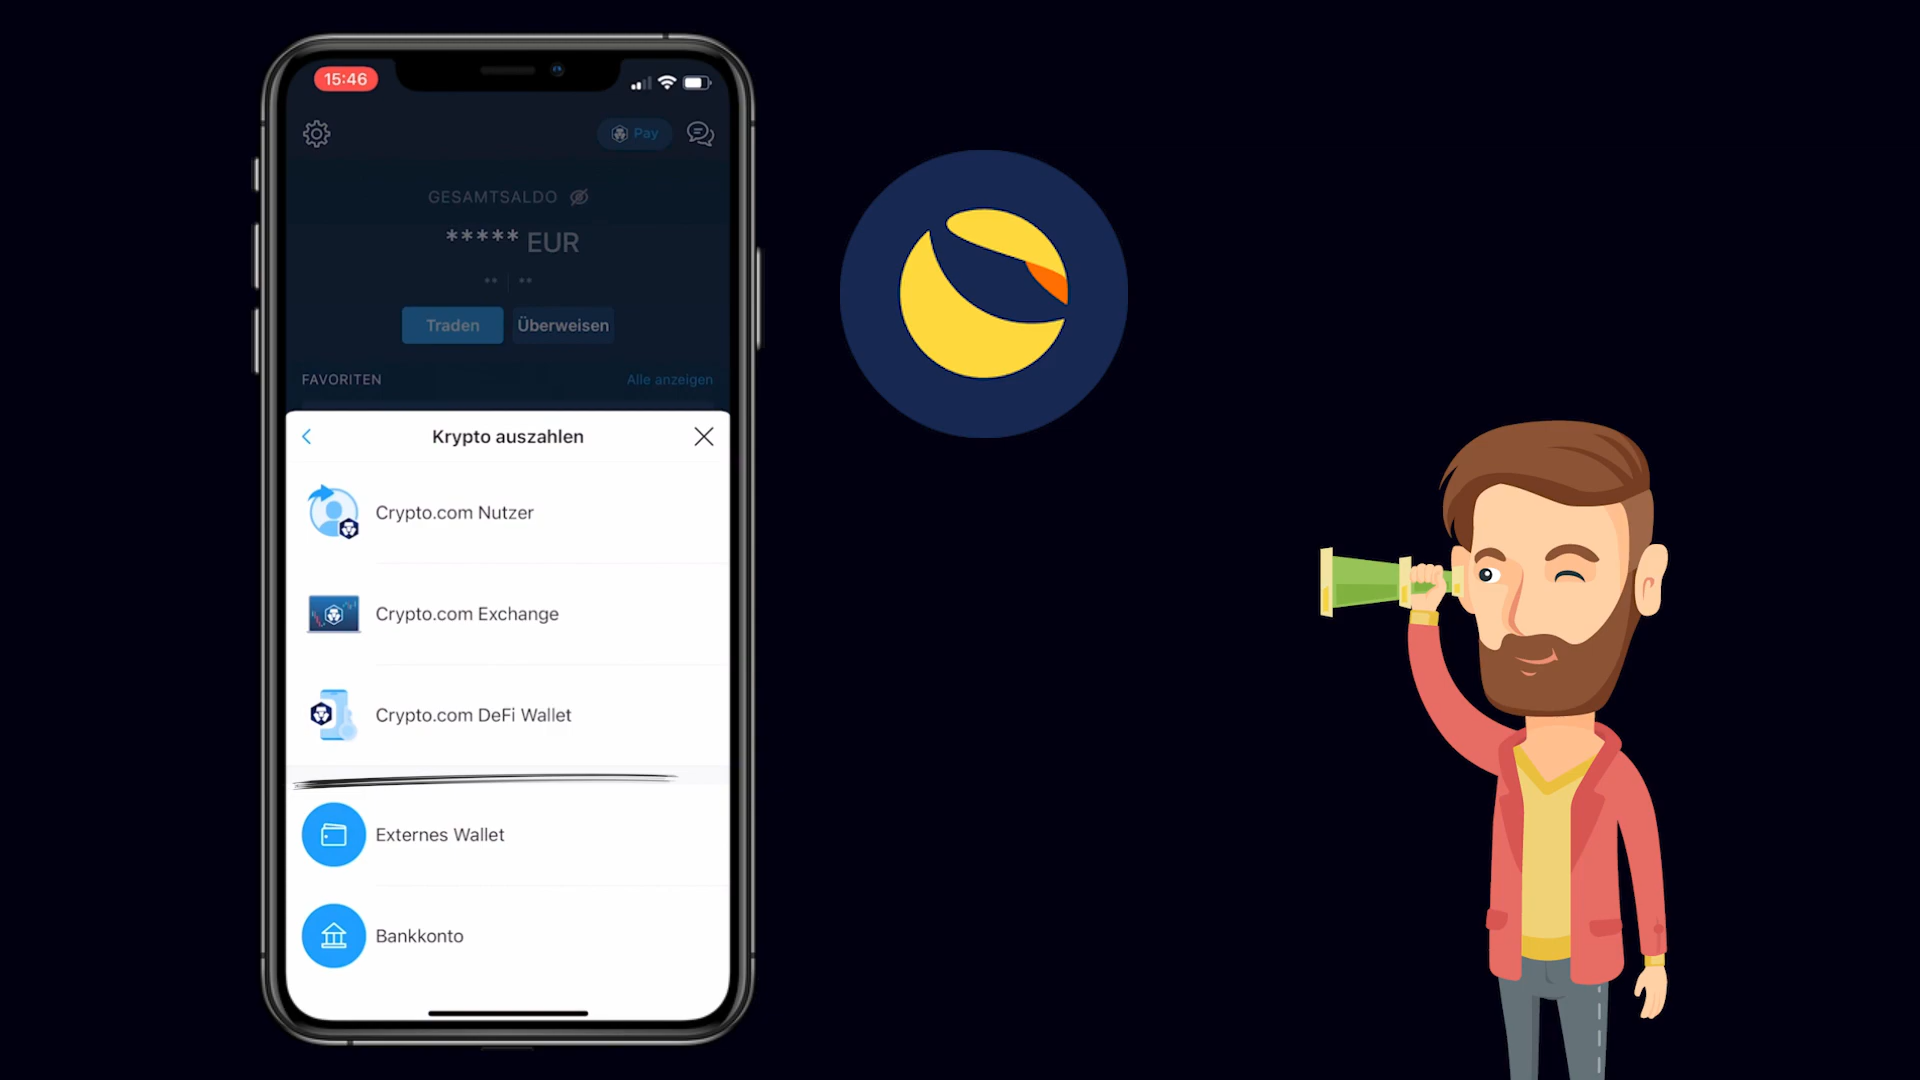 15:46
Pay
GESAMTSALDO
***** EUR
Traden Überweisen
FAVORITEN Alle anzeigen
Krypto auszahlen
Crypto.com Nutzer
Crypto.com Exchange
Crypto.com DeFi Wallet
Externes Wallet
Bankkonto